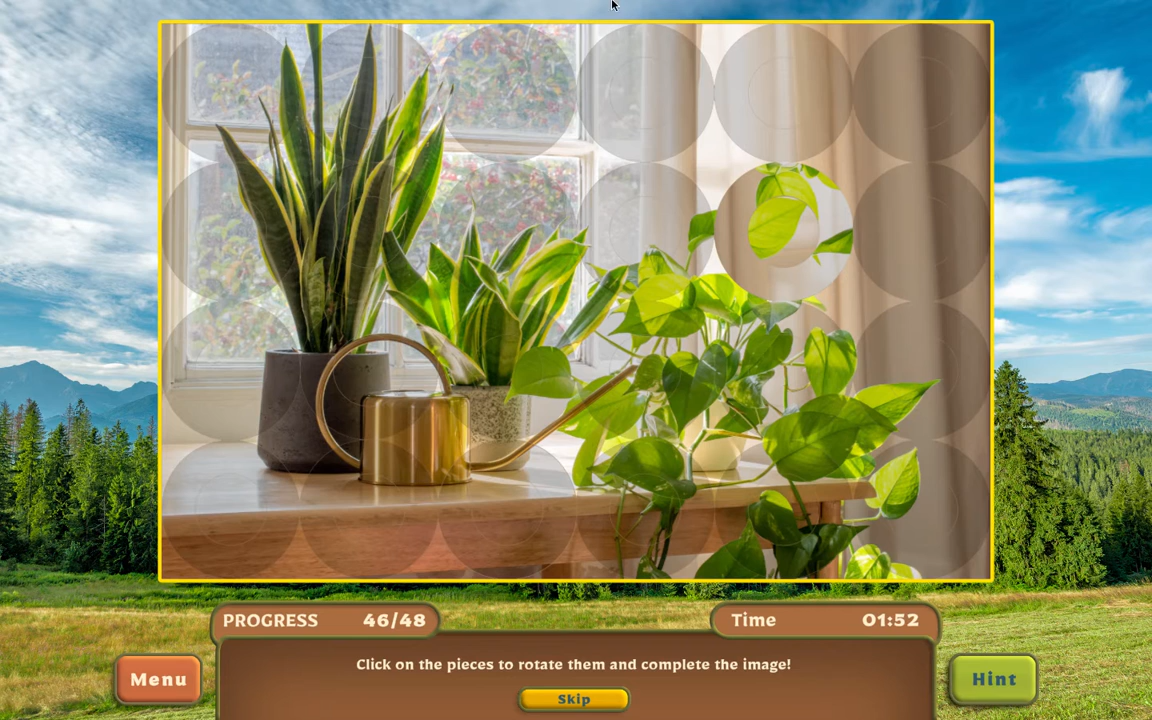 PROGRESS 46/48
Time 01:52
Click on the pieces to rotate them and complete the image!
Menu
Hint
Skip